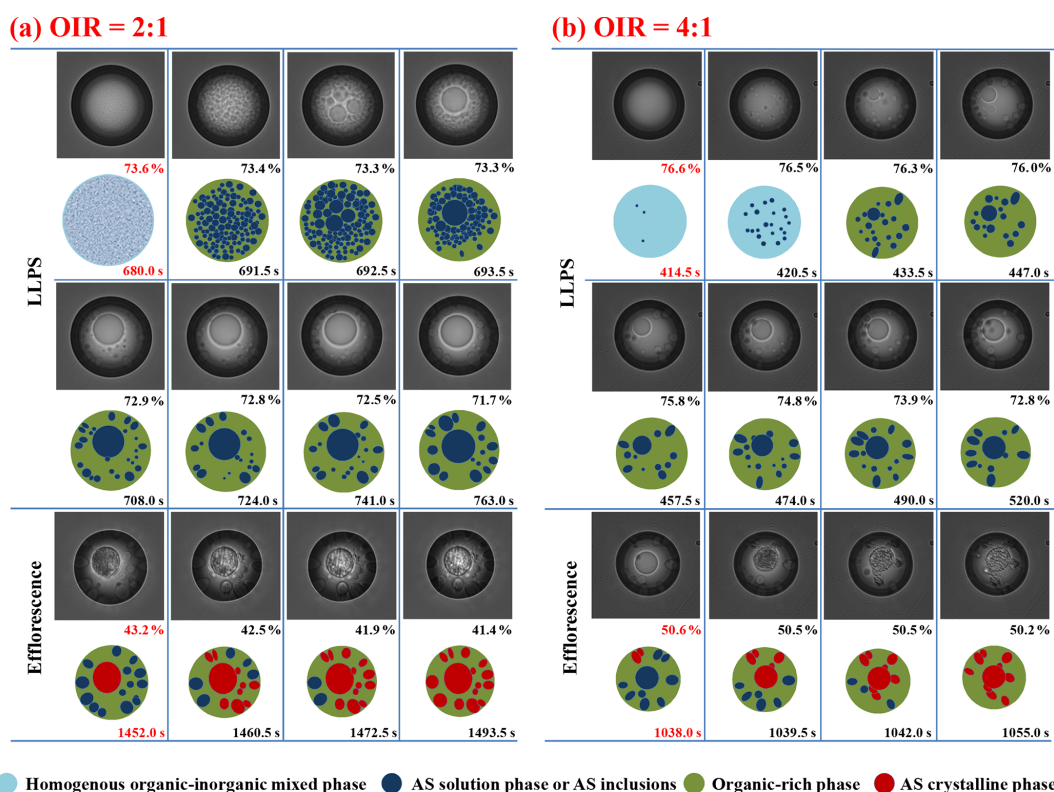 (a) OIR = 2:1
(b) OIR = 4:1
LLPS
73.6 % 73.4 % 73.3 % 73.3 %
680.0 s 691.5 s 692.5 s 693.5 s
72.9 % 72.8 % 72.5 % 71.7 %
708.0 s 724.0 s 741.0 s 763.0 s
Efflorescence
43.2 % 42.5 % 41.9 % 41.4 %
1452.0 s 1460.5 s 1472.5 s 1493.5 s
LLPS
76.6 % 76.5 % 76.3 % 76.0%
414.5 s 420.5 s 433.5 s 447.0 s
75.8 % 74.8 % 73.9 % 72.8 %
457.5 s 474.0 s 490.0 s 520.0 s
Efflorescence
50.6 % 50.5 % 50.5 % 50.2 %
1038.0 s 1039.5 s 1042.0 s 1055.0 s
Homogenous organic-inorganic mixed phase AS solution phase or AS inclusions Organic-rich phase AS crystalline phase